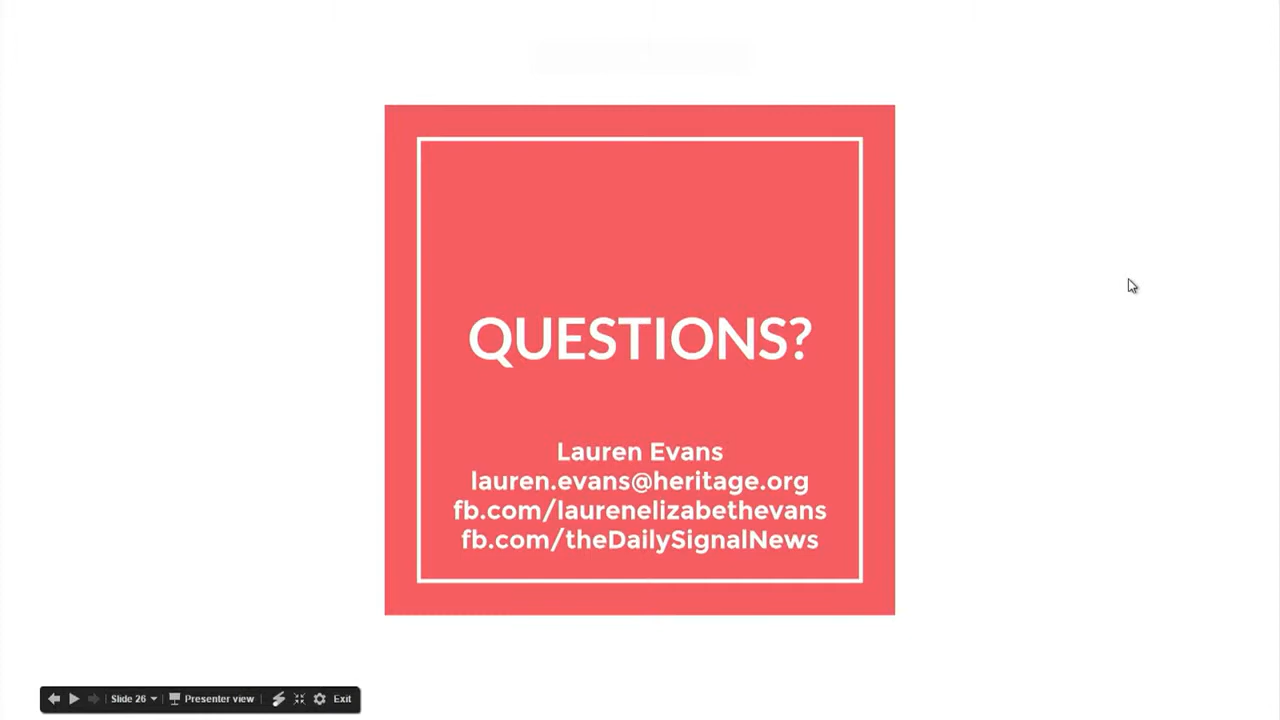 QUESTIONS?
Lauren Evans
lauren.evans@heritage.org
fb.com/laurenelizabethevans
fb.com/theDailySignalNews
Slide 26 Presenter view Exit